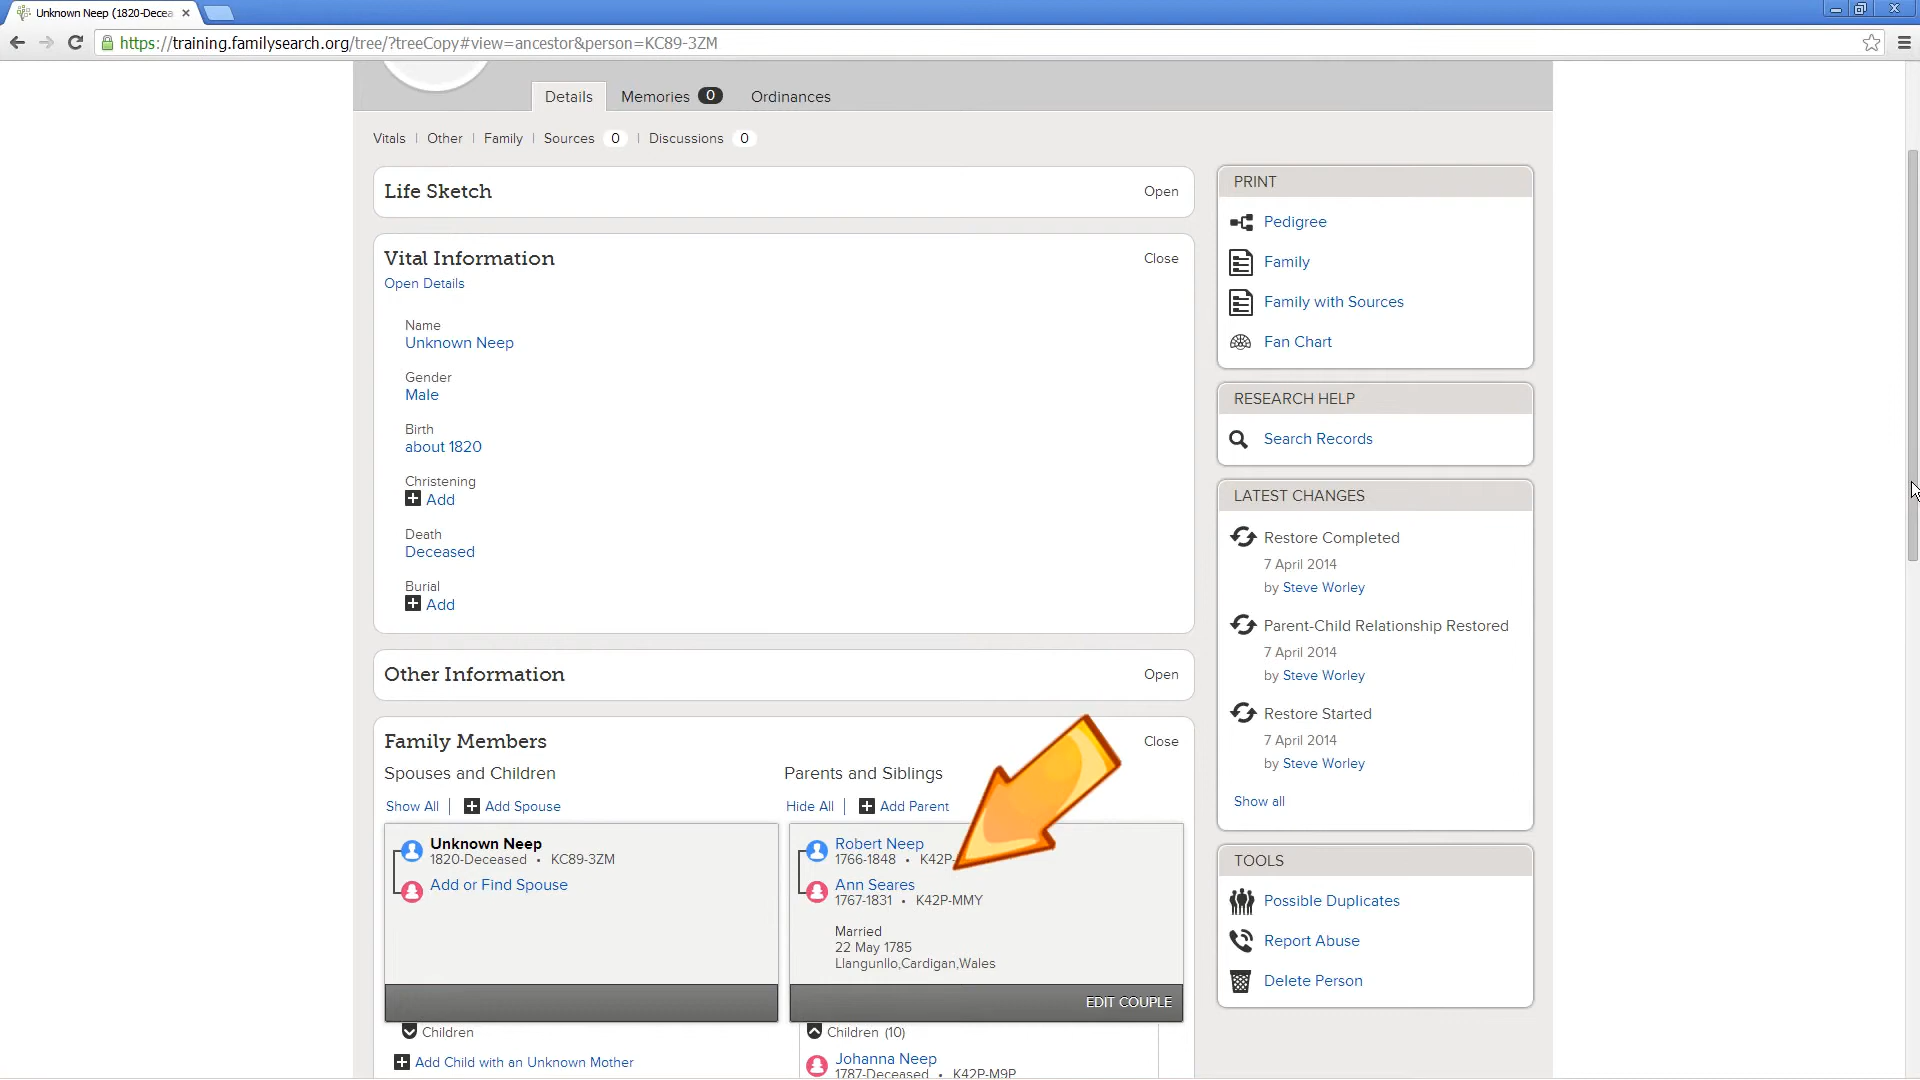 Unknown Neep (1820-Decea
https://training.familysearch.org/tree/?treeCopy#view=ancestor&person=KC89-3ZM
Details Memories 0 Ordinances
Vitals | Other | Family | Sources 0 | Discussions 0
Life Sketch
Open
Vital Information
Close
Open Details
Name
Unknown Neep
Gender
Male
Birth
about 1820
Christening
Add
Death
Deceased
Burial
Add
Other Information
Open
Family Members
Close
Spouses and Children
Show All | Add Spouse
Unknown Neep
1820-Deceased • KC89-3ZM
Add or Find Spouse
Children
Add Child with an Unknown Mother
Parents and Siblings
Hide All | Add Parent
Robert Neep
1766-1848 • K42P-
Ann Seares
1767-1831 • K42P-MMY
Married
22 May 1785
Llangunllo,Cardigan,Wales
EDIT COUPLE
Children (10)
Johanna Neep
1787-Deceased • K42P-M9P
PRINT
Pedigree
Family
Family with Sources
Fan Chart
RESEARCH HELP
Search Records
LATEST CHANGES
Restore Completed
7 April 2014
by Steve Worley
Parent-Child Relationship Restored
7 April 2014
by Steve Worley
Restore Started
7 April 2014
by Steve Worley
Show all
TOOLS
Possible Duplicates
Report Abuse
Delete Person